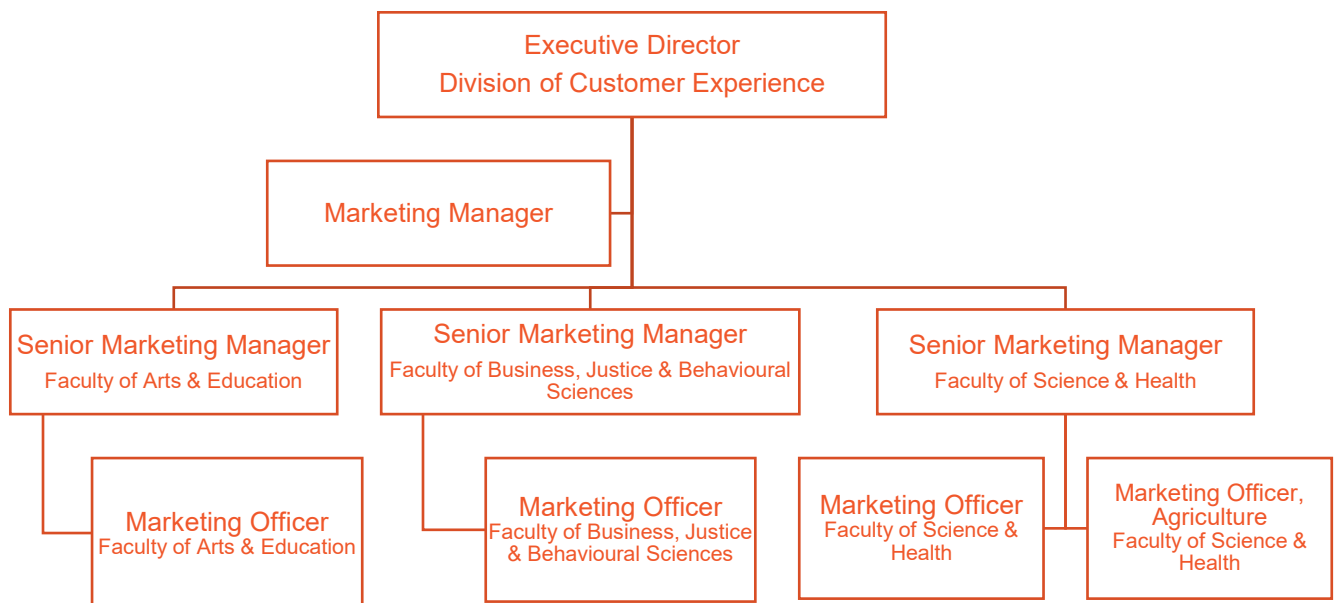 Executive Director
Division of Customer Experience
Marketing Manager
Senior Marketing Manager
Faculty of Arts & Education
Senior Marketing Manager
Faculty of Business, Justice & Behavioural
Sciences
Senior Marketing Manager
Faculty of Science & Health
Marketing Officer
Faculty of Arts & Education
Marketing Officer
Faculty of Business, Justice
& Behavioural Sciences
Marketing Officer
Faculty of Science &
Health
Marketing Officer,
Agriculture
Faculty of Science &
Health